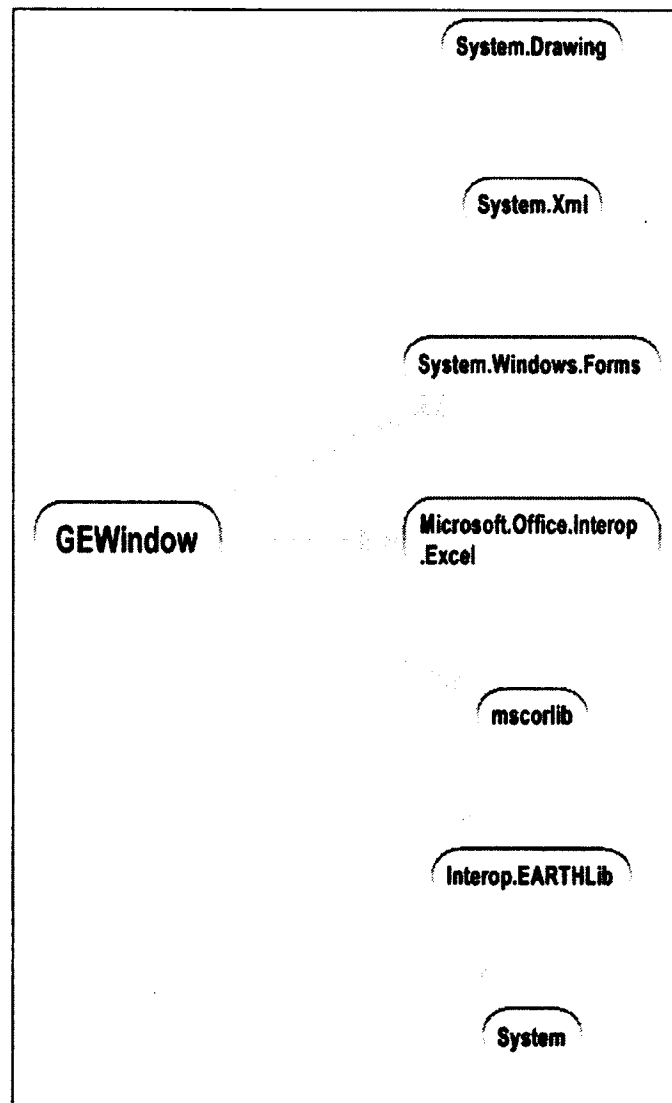 System.Drawing
System.Xml
System.Windows.Forms
GEWindow
Microsoft.Office.Interop
.Excel
mscorlib
Interop.EARTHLib
System